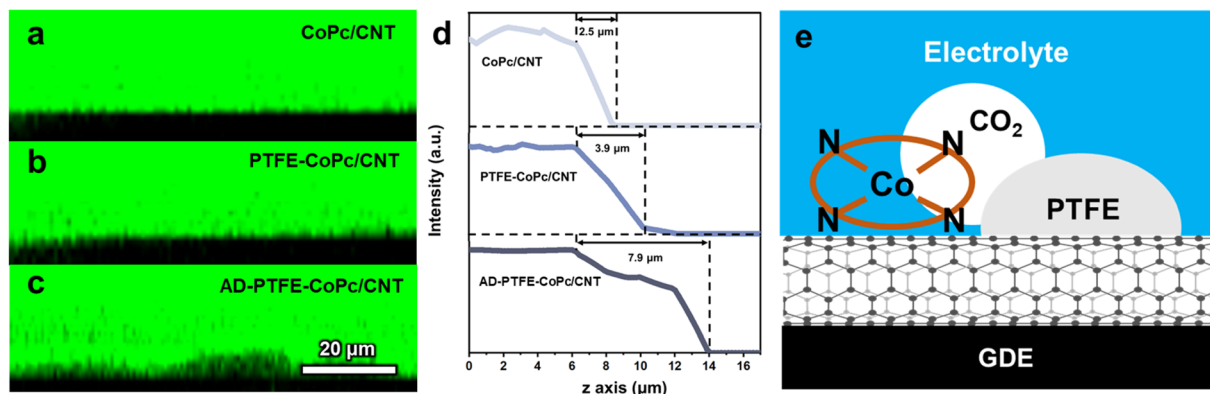 a
CoPc/CNT
b
PTFE-CoPc/CNT
c
AD-PTFE-CoPc/CNT
20 µm
d
Intensity (a.u.)
2.5 µm
CoPc/CNT
3.9 µm
PTFE-CoPc/CNT
7.9 µm
AD-PTFE-CoPc/CNT
0 2 4 6 8 10 12 14 16
z axis (µm)
e
Electrolyte
CO₂
N N
Co
N N
PTFE
GDE